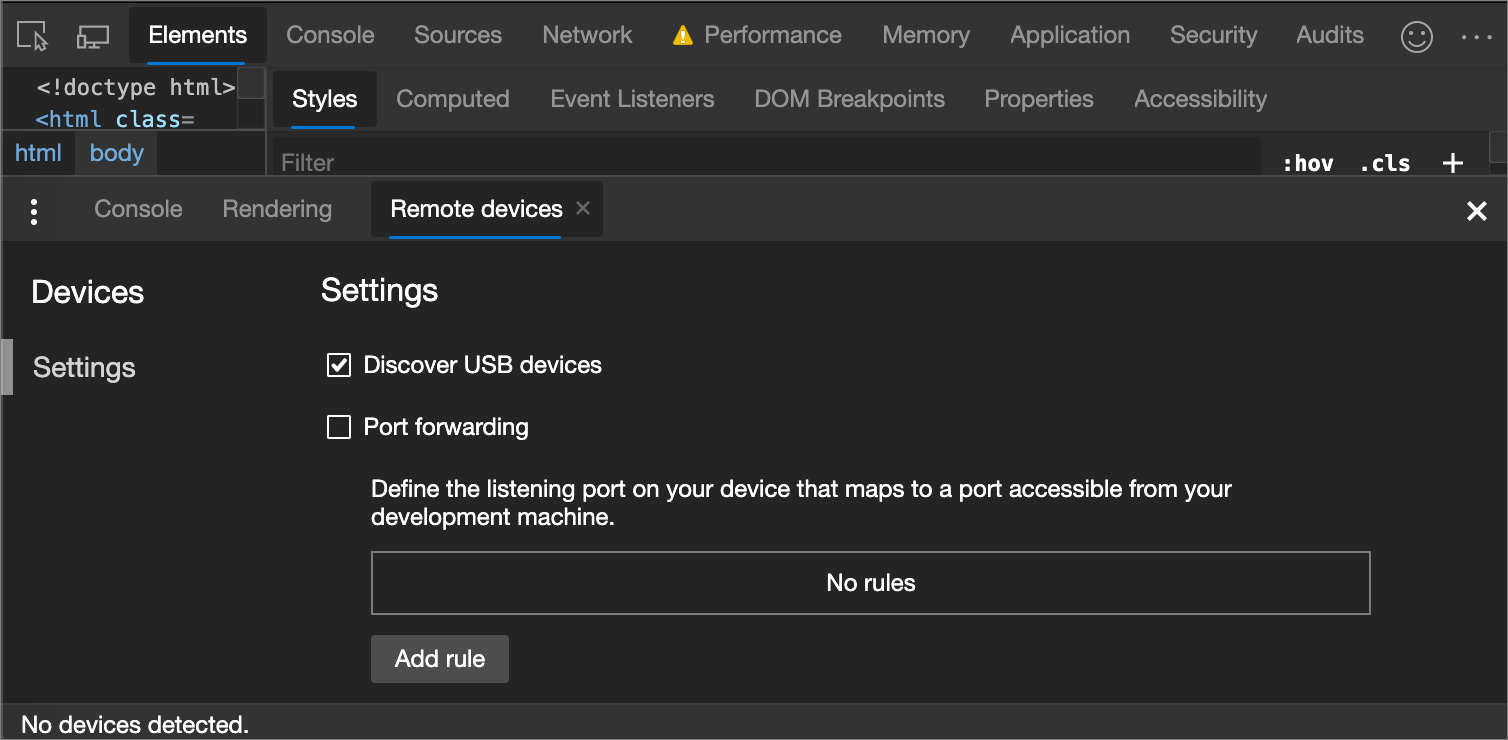 Elements Console Sources Network Performance Memory Application Security Audits
<!doctype html>
<html class=
html body
Styles Computed Event Listeners DOM Breakpoints Properties Accessibility
Filter :hov .cls +
Console Rendering Remote devices
Devices
Settings
Settings
Discover USB devices
Port forwarding
Define the listening port on your device that maps to a port accessible from your
development machine.
No rules
Add rule
No devices detected.